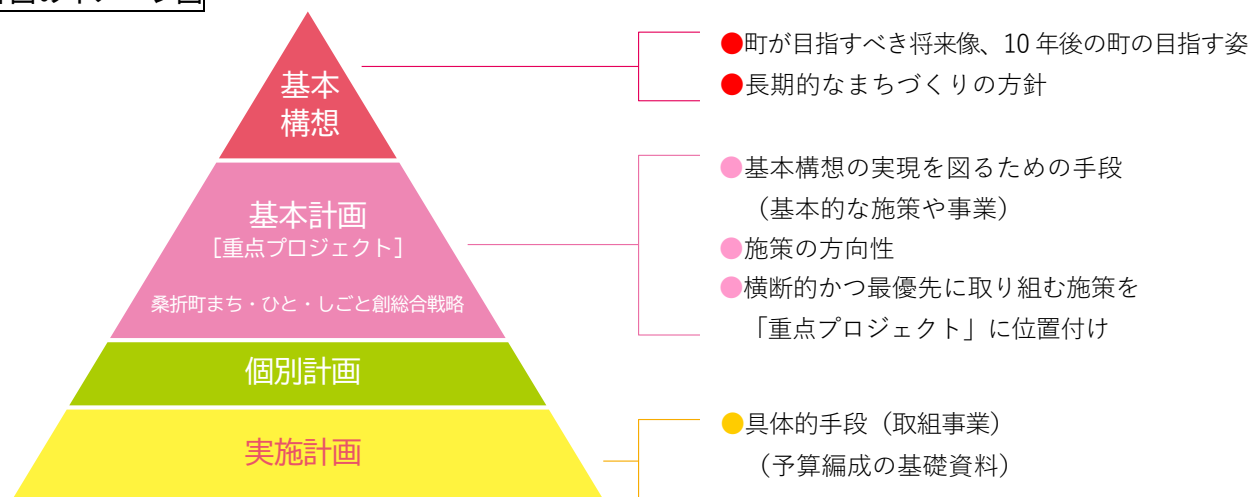 基本
構想
●町が目指すべき将来像、10年後の町の目指す姿
●長期的なまちづくりの方針
基本計画
[重点プロジェクト]
桑折町まち・ひと・しごと創総合戦略
●基本構想の実現を図るための手段
（基本的な施策や事業）
●施策の方向性
●横断的かつ最優先に取り組む施策を
「重点プロジェクト」に位置付け
個別計画
実施計画
●具体的手段（取組事業）
（予算編成の基礎資料）